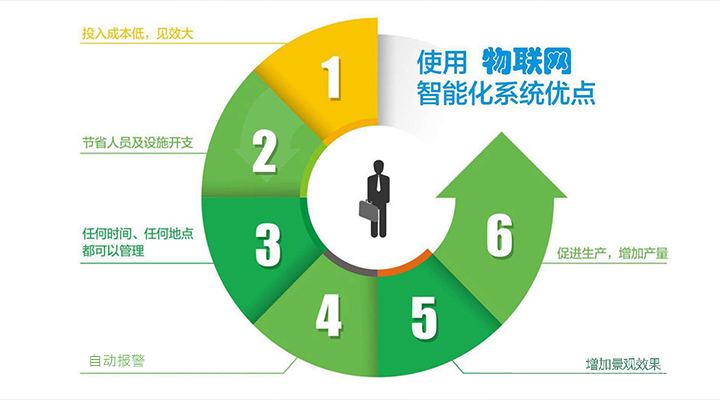 使用 物联网
智能化系统优点
1
投入成本低，见效大
2
节省人员及设施开支
3
任何时间、任何地点
都可以管理
4
自动报警
5
增加景观效果
6
促进生产，增加产量